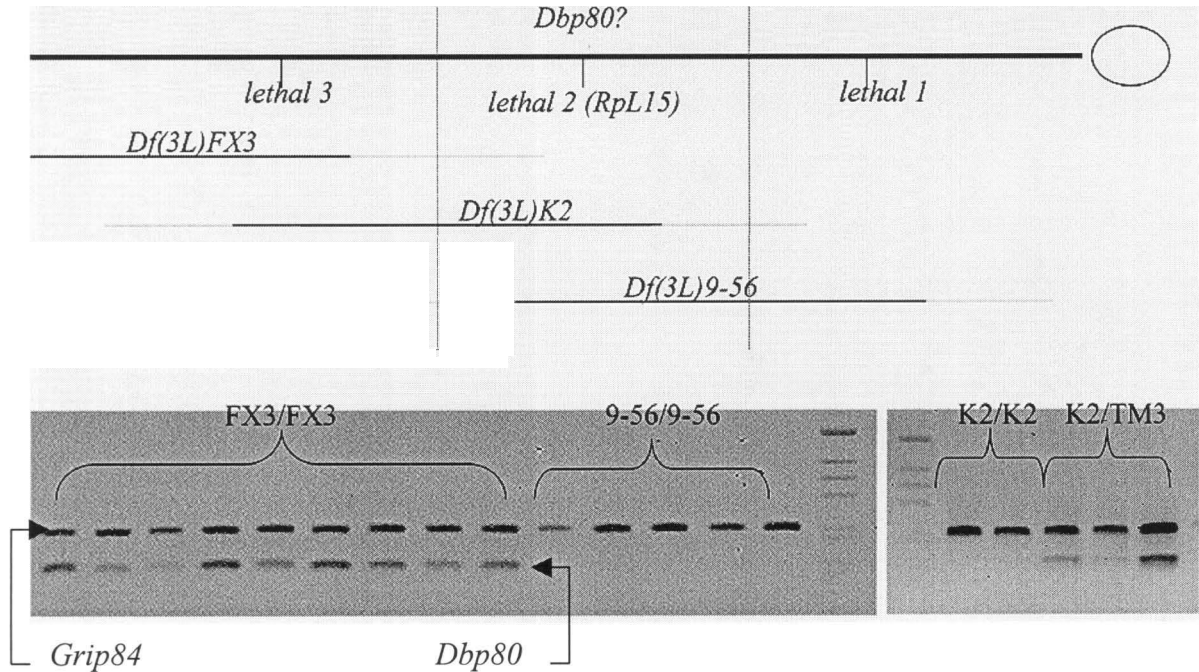 Dbp80?
lethal 3
lethal 2 (RpL15)
lethal 1
Df(3L)FX3
Df(3L)K2
Df(3L)9-56
FX3/FX3 9-56/9-56 K2/K2 K2/TM3
Grip84 Dbp80